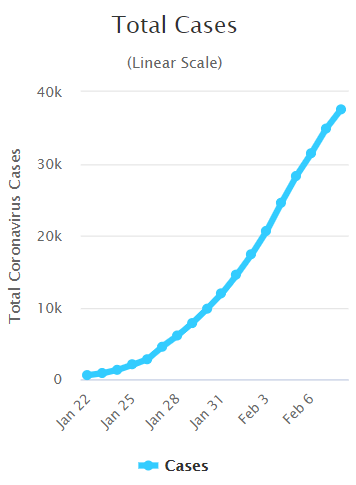 Total Cases
(Linear Scale)
Total Coronavirus Cases
40k
30k
20k
10k
0
Jan 22
Jan 25
Jan 28
Jan 31
Feb 3
Feb 6
Cases